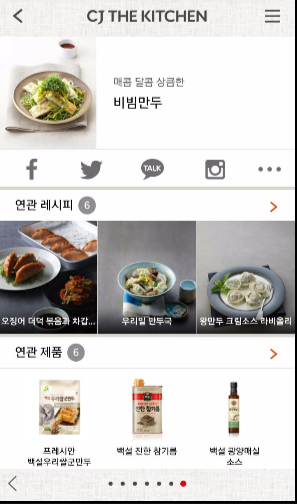 CJ THE KITCHEN
매콤 달콤 상큼한
비빔만두
TALK
연관 레시피 6
오징어 더덕 볶음과 차갑...
우리밀 만두국
왕만두 크림소스 라비올리
연관 제품 6
프레시안
백설우리쌀군만두
백설 진한 참기름
백설 광양매실
소스